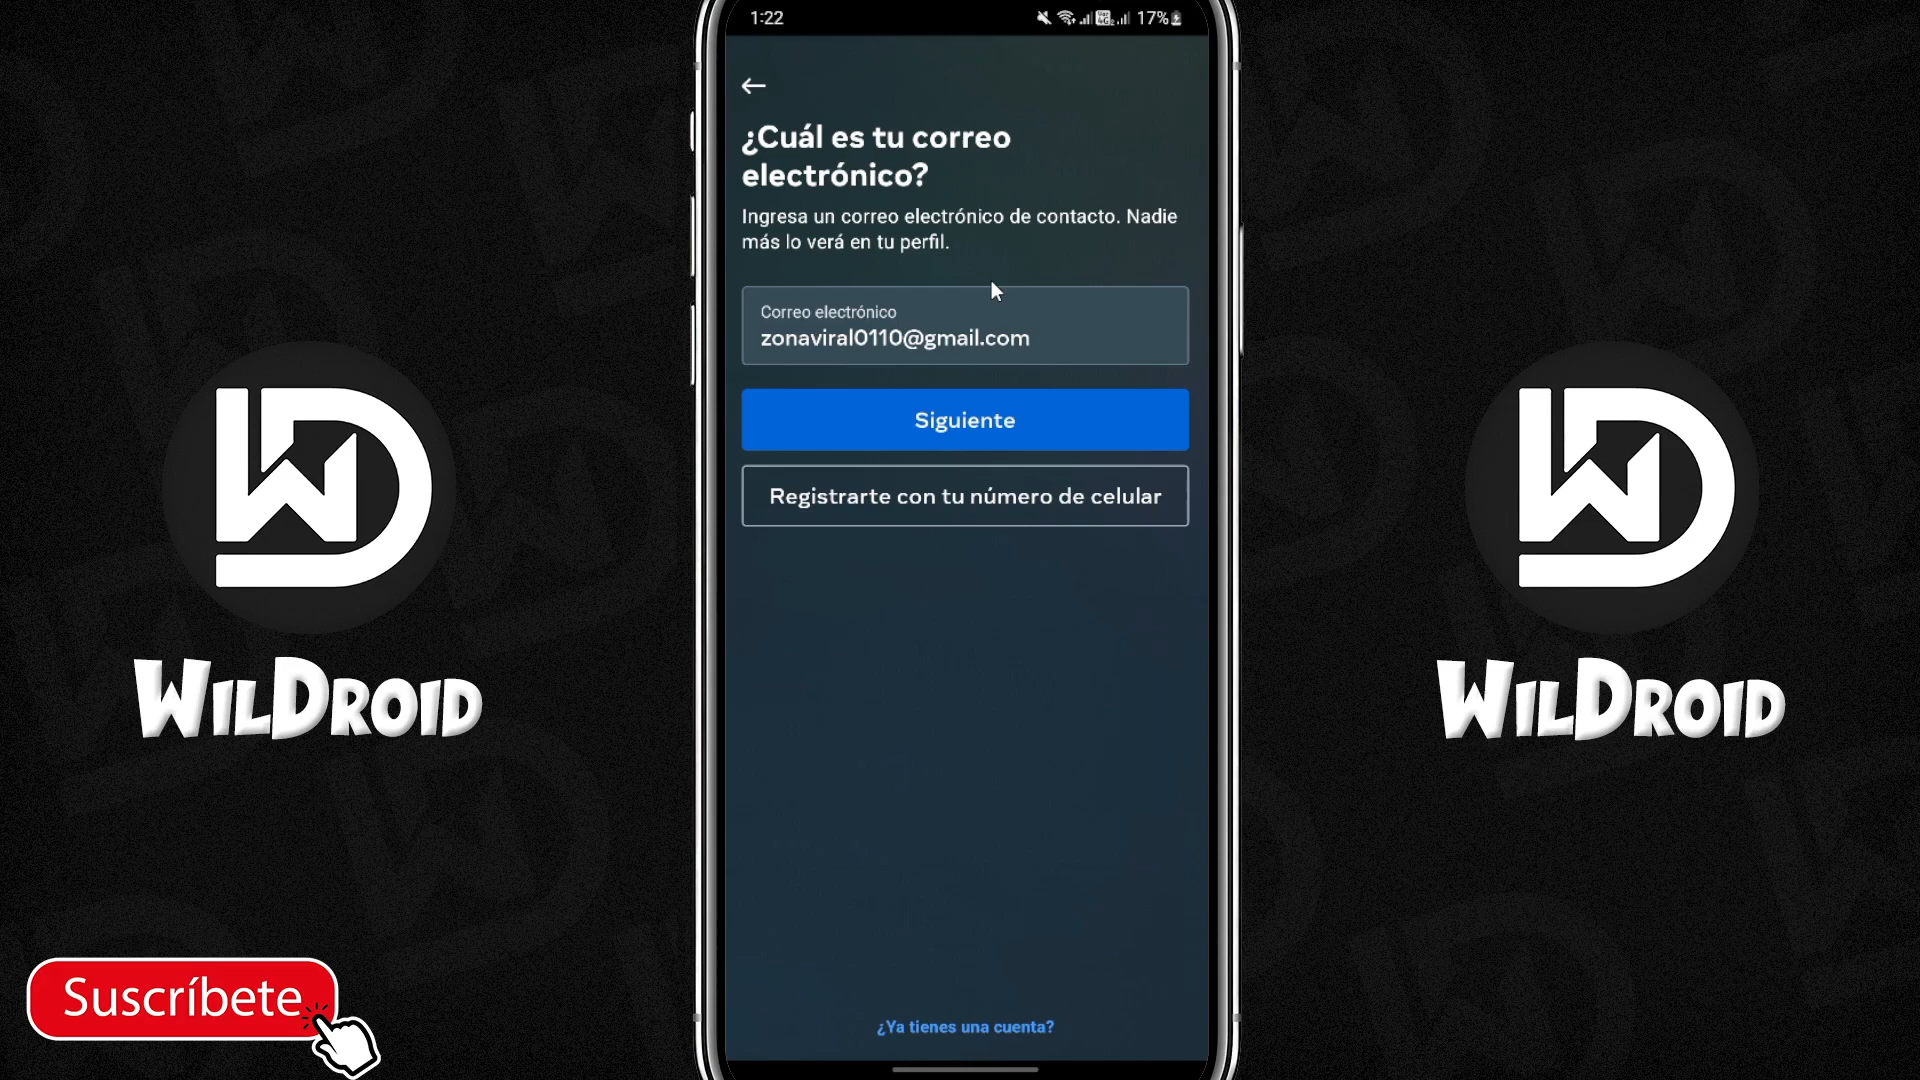 1:22
17%
¿Cuál es tu correo
electrónico?
Ingresa un correo electrónico de contacto. Nadie
más lo verá en tu perfil.
Correo electrónico
zonaviral0110@gmail.com
Siguiente
Registrarte con tu número de celular
¿Ya tienes una cuenta?
WILDROID
WILDROID
Suscríbete